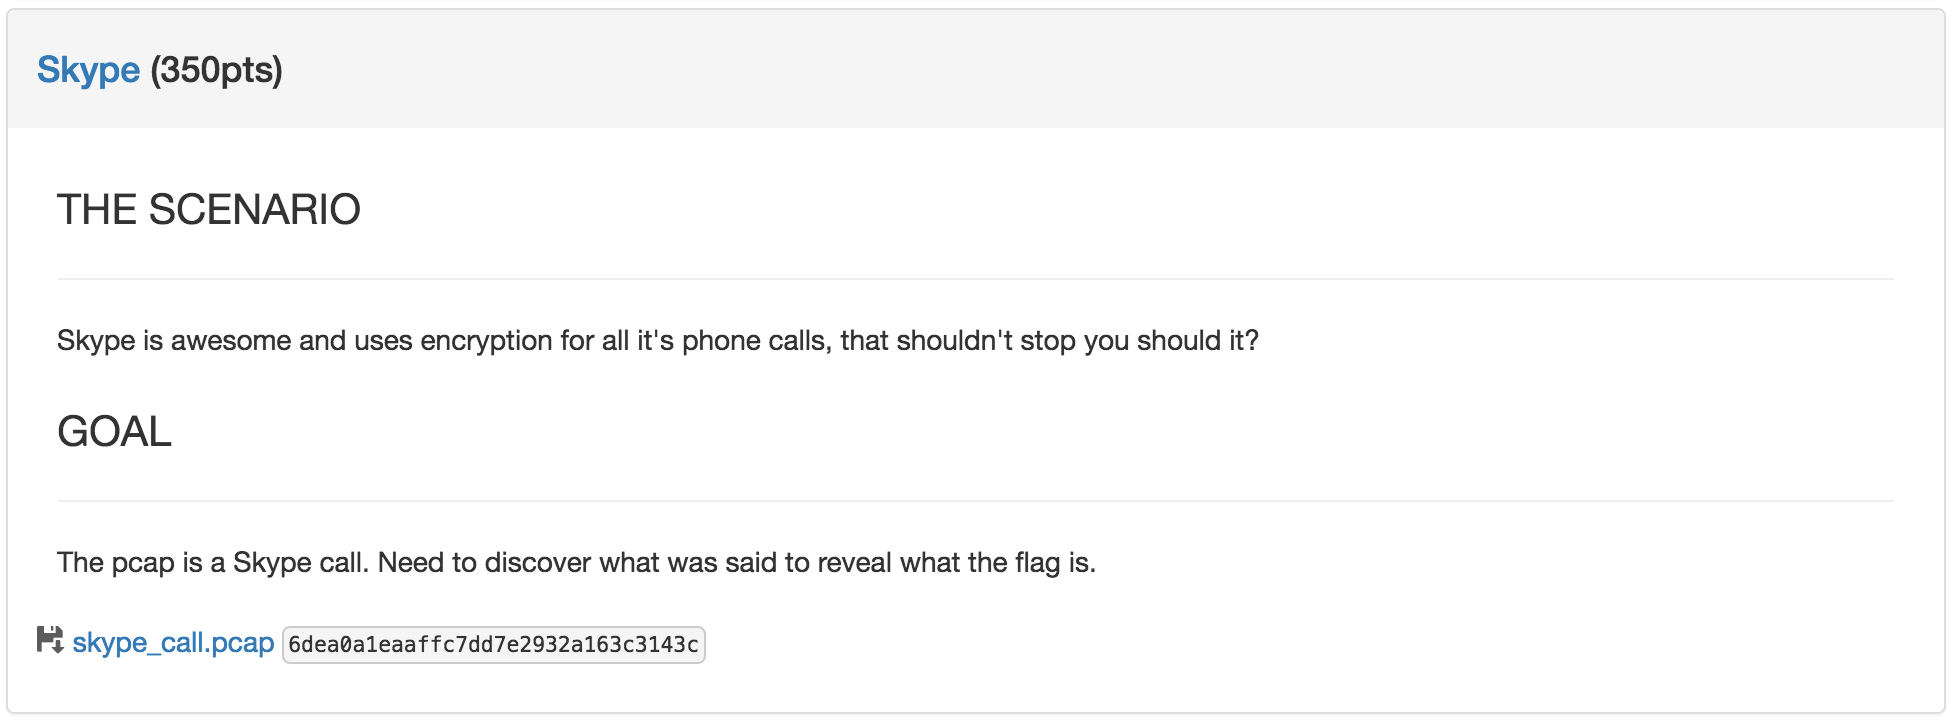 Skype (350pts)
THE SCENARIO
Skype is awesome and uses encryption for all it's phone calls, that shouldn't stop you should it?
GOAL
The pcap is a Skype call. Need to discover what was said to reveal what the flag is.
skype_call.pcap 6dea0a1eaaffc7dd7e2932a163c3143c